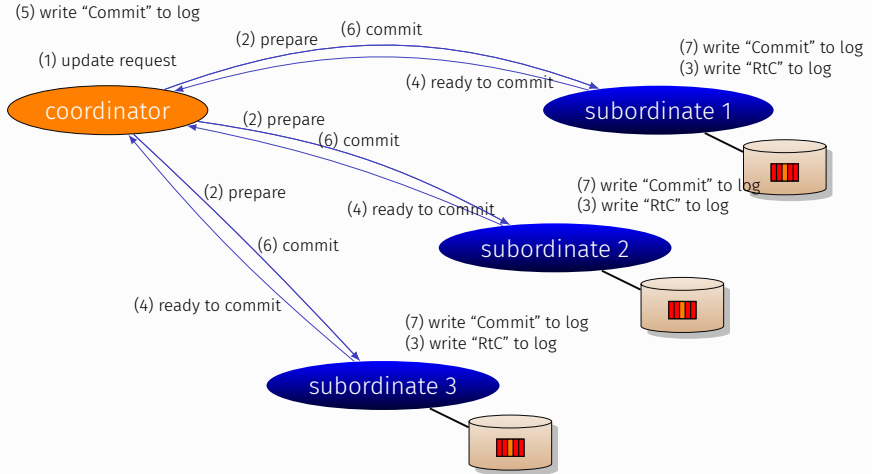 (5) write “Commit” to log
(1) update request
(2) prepare
(6) commit
(7) write “Commit” to log
(3) write “RtC” to log
(4) ready to commit
coordinator
subordinate 1
(2) prepare
(6) commit
(7) write “Commit” to log
(3) write “RtC” to log
(4) ready to commit
subordinate 2
(2) prepare
(6) commit
(4) ready to commit
(7) write “Commit” to log
(3) write “RtC” to log
subordinate 3